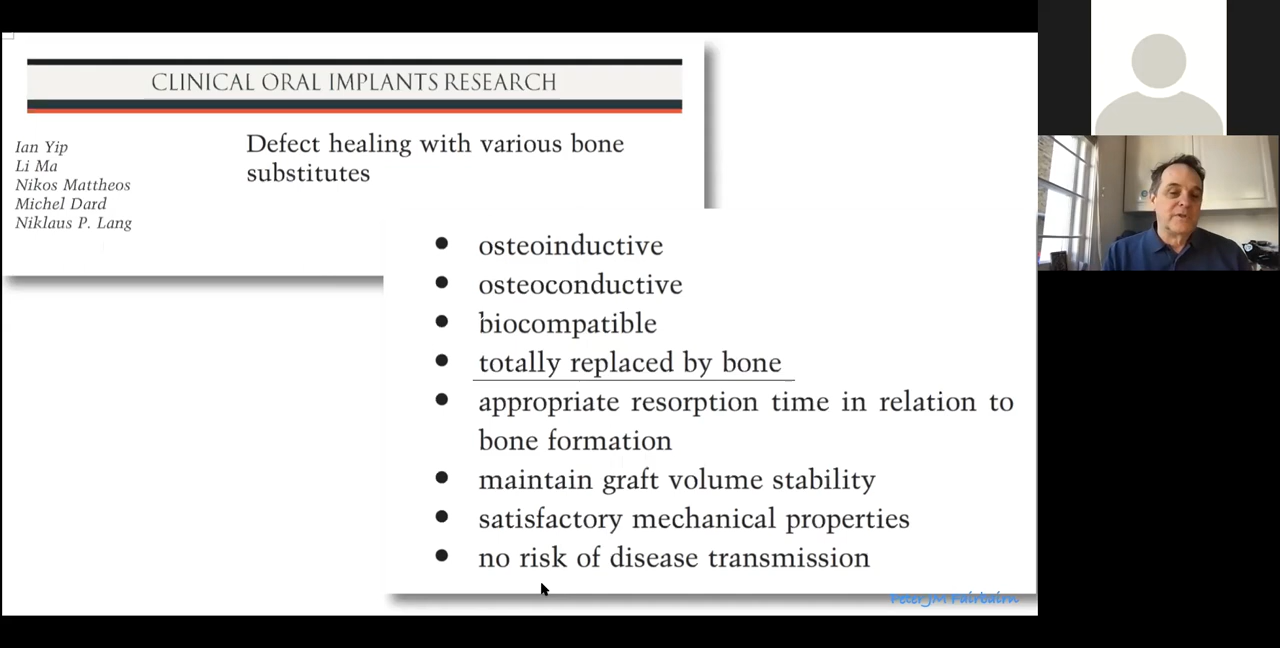 CLINICAL ORAL IMPLANTS RESEARCH
Ian Yip
Li Ma
Nikos Mattheos
Michel Dard
Niklaus P. Lang
Defect healing with various bone
substitutes
• osteoinductive
• osteoconductive
• biocompatible
• totally replaced by bone
• appropriate resorption time in relation to
bone formation
• maintain graft volume stability
• satisfactory mechanical properties
• no risk of disease transmission
Peter JM Fairbairn